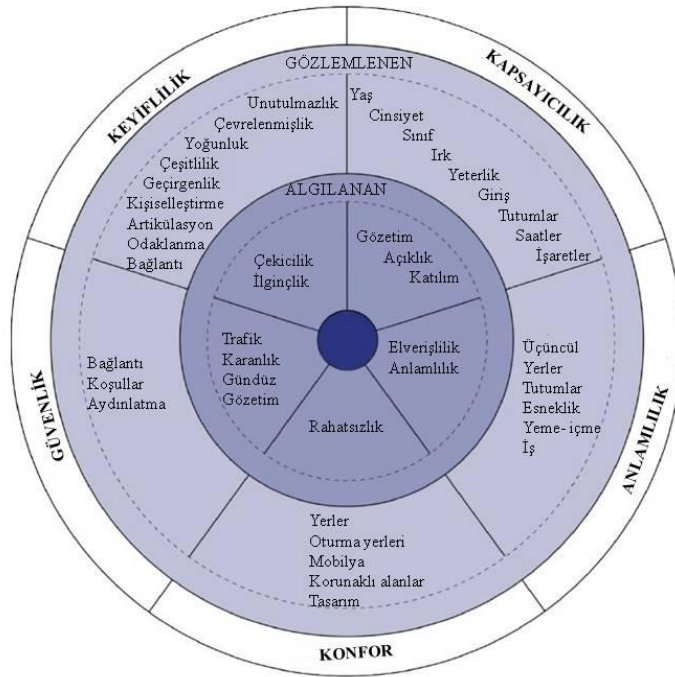 KEYİFLİLİK
KAPSAYICILIK
GÖZLEMLENEN
Unutulmazlık
Çevrelenmişlik
Yoğunluk
Çeşitlilik
Geçirgenlik
Kişiselleştirme
Artikülasyon
Odaklanma
Bağlantı
Yaş
Cinsiyet
Sınıf
Irk
Yeterlik
Giriş
Tutumlar
Saatler
İşaretler
ALGILANAN
Çekicilik
İlginçlik
Gözetim
Açıklık
Katılım
Trafik
Karanlık
Gündüz
Gözetim
Elverişlilik
Anlamlılık
Rahatsızlık
Bağlantı
Koşullar
Aydınlatma
Üçüncül
Yerler
Tutumlar
Esneklik
Yeme-içme
İş
Yerler
Oturma yerleri
Mobilya
Korunaklı alanlar
Tasarım
GÜVENLİK
ANLAMLILIK
KONFOR